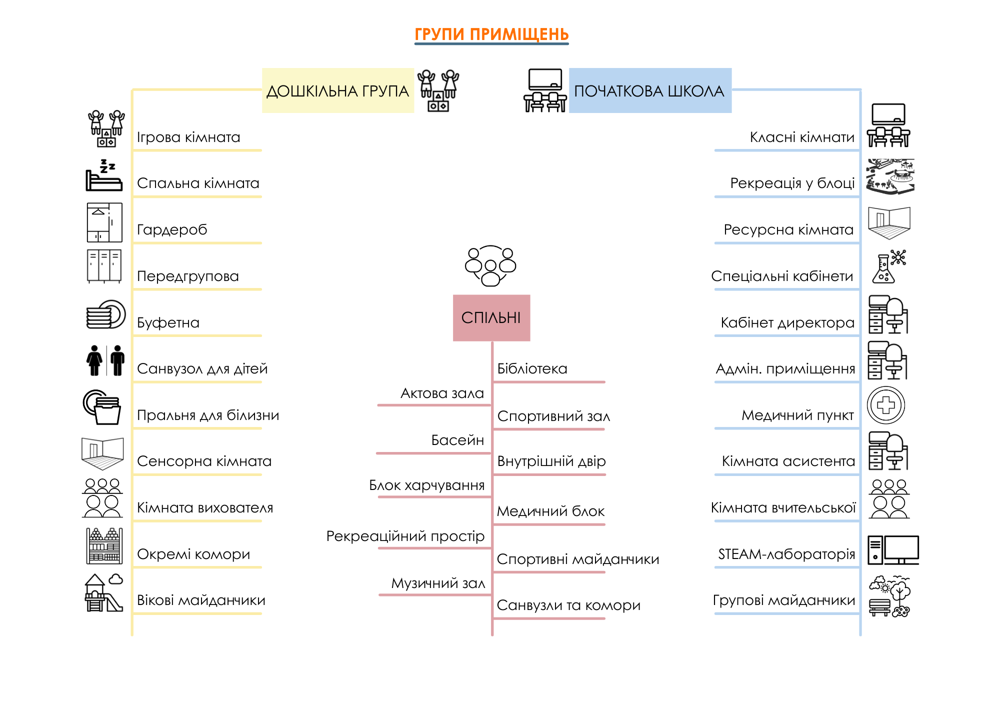 ГРУПИ ПРИМІЩЕНЬ
ДОШКІЛЬНА ГРУПА
Ігрова кімната
Спальна кімната
Гардероб
Передгрупова
Буфетна
Санвузол для дітей
Пральня для білизни
Сенсорна кімната
Кімната вихователя
Окремі комори
Вікові майданчики
СПІЛЬНІ
Бібліотека
Актова зала
Спортивний зал
Басейн
Внутрішній двір
Блок харчування
Медичний блок
Рекреаційний простір
Спортивні майданчики
Музичний зал
Санвузли та комори
ПОЧАТКОВА ШКОЛА
Класні кімнати
Рекреація у блоці
Ресурсна кімната
Спеціальні кабінети
Кабінет директора
Адмін. приміщення
Медичний пункт
Кімната асистента
Кімната вчительської
STEAM-лабораторія
Групові майданчики